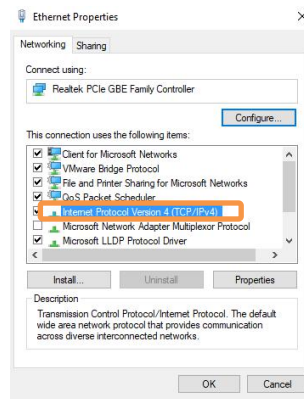 Ethernet Properties
Networking Sharing
Connect using:
Realtek PCIe GBE Family Controller
Configure...
This connection uses the following items:
Client for Microsoft Networks
VMware Bridge Protocol
File and Printer Sharing for Microsoft Networks
QoS Packet Scheduler
Internet Protocol Version 4 (TCP/IPv4)
Microsoft Network Adapter Multiplexor Protocol
Microsoft LLDP Protocol Driver
Install... Uninstall Properties
Description
Transmission Control Protocol/Internet Protocol. The default
wide area network protocol that provides communication
across diverse interconnected networks.
OK Cancel